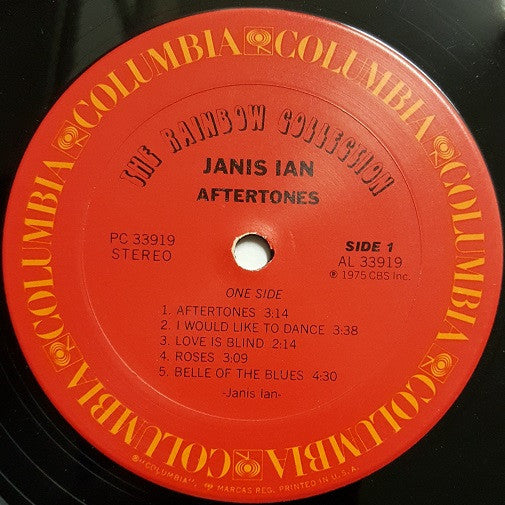 COLUMBIA COLUMBIA COLUMBIA COLUMBIA COLUMBIA COLUMBIA
THE RAINBOW COLLECTION
JANIS IAN
AFTERTONES
PC 33919
STEREO
SIDE 1
AL 33919
℗ 1975 CBS Inc.
ONE SIDE
1. AFTERTONES 3:14
2. I WOULD LIKE TO DANCE 3:38
3. LOVE IS BLIND 2:14
4. ROSES 3:09
5. BELLE OF THE BLUES 4:30
-Janis Ian-
"COLUMBIA", MARCAS REG. PRINTED IN U.S.A.